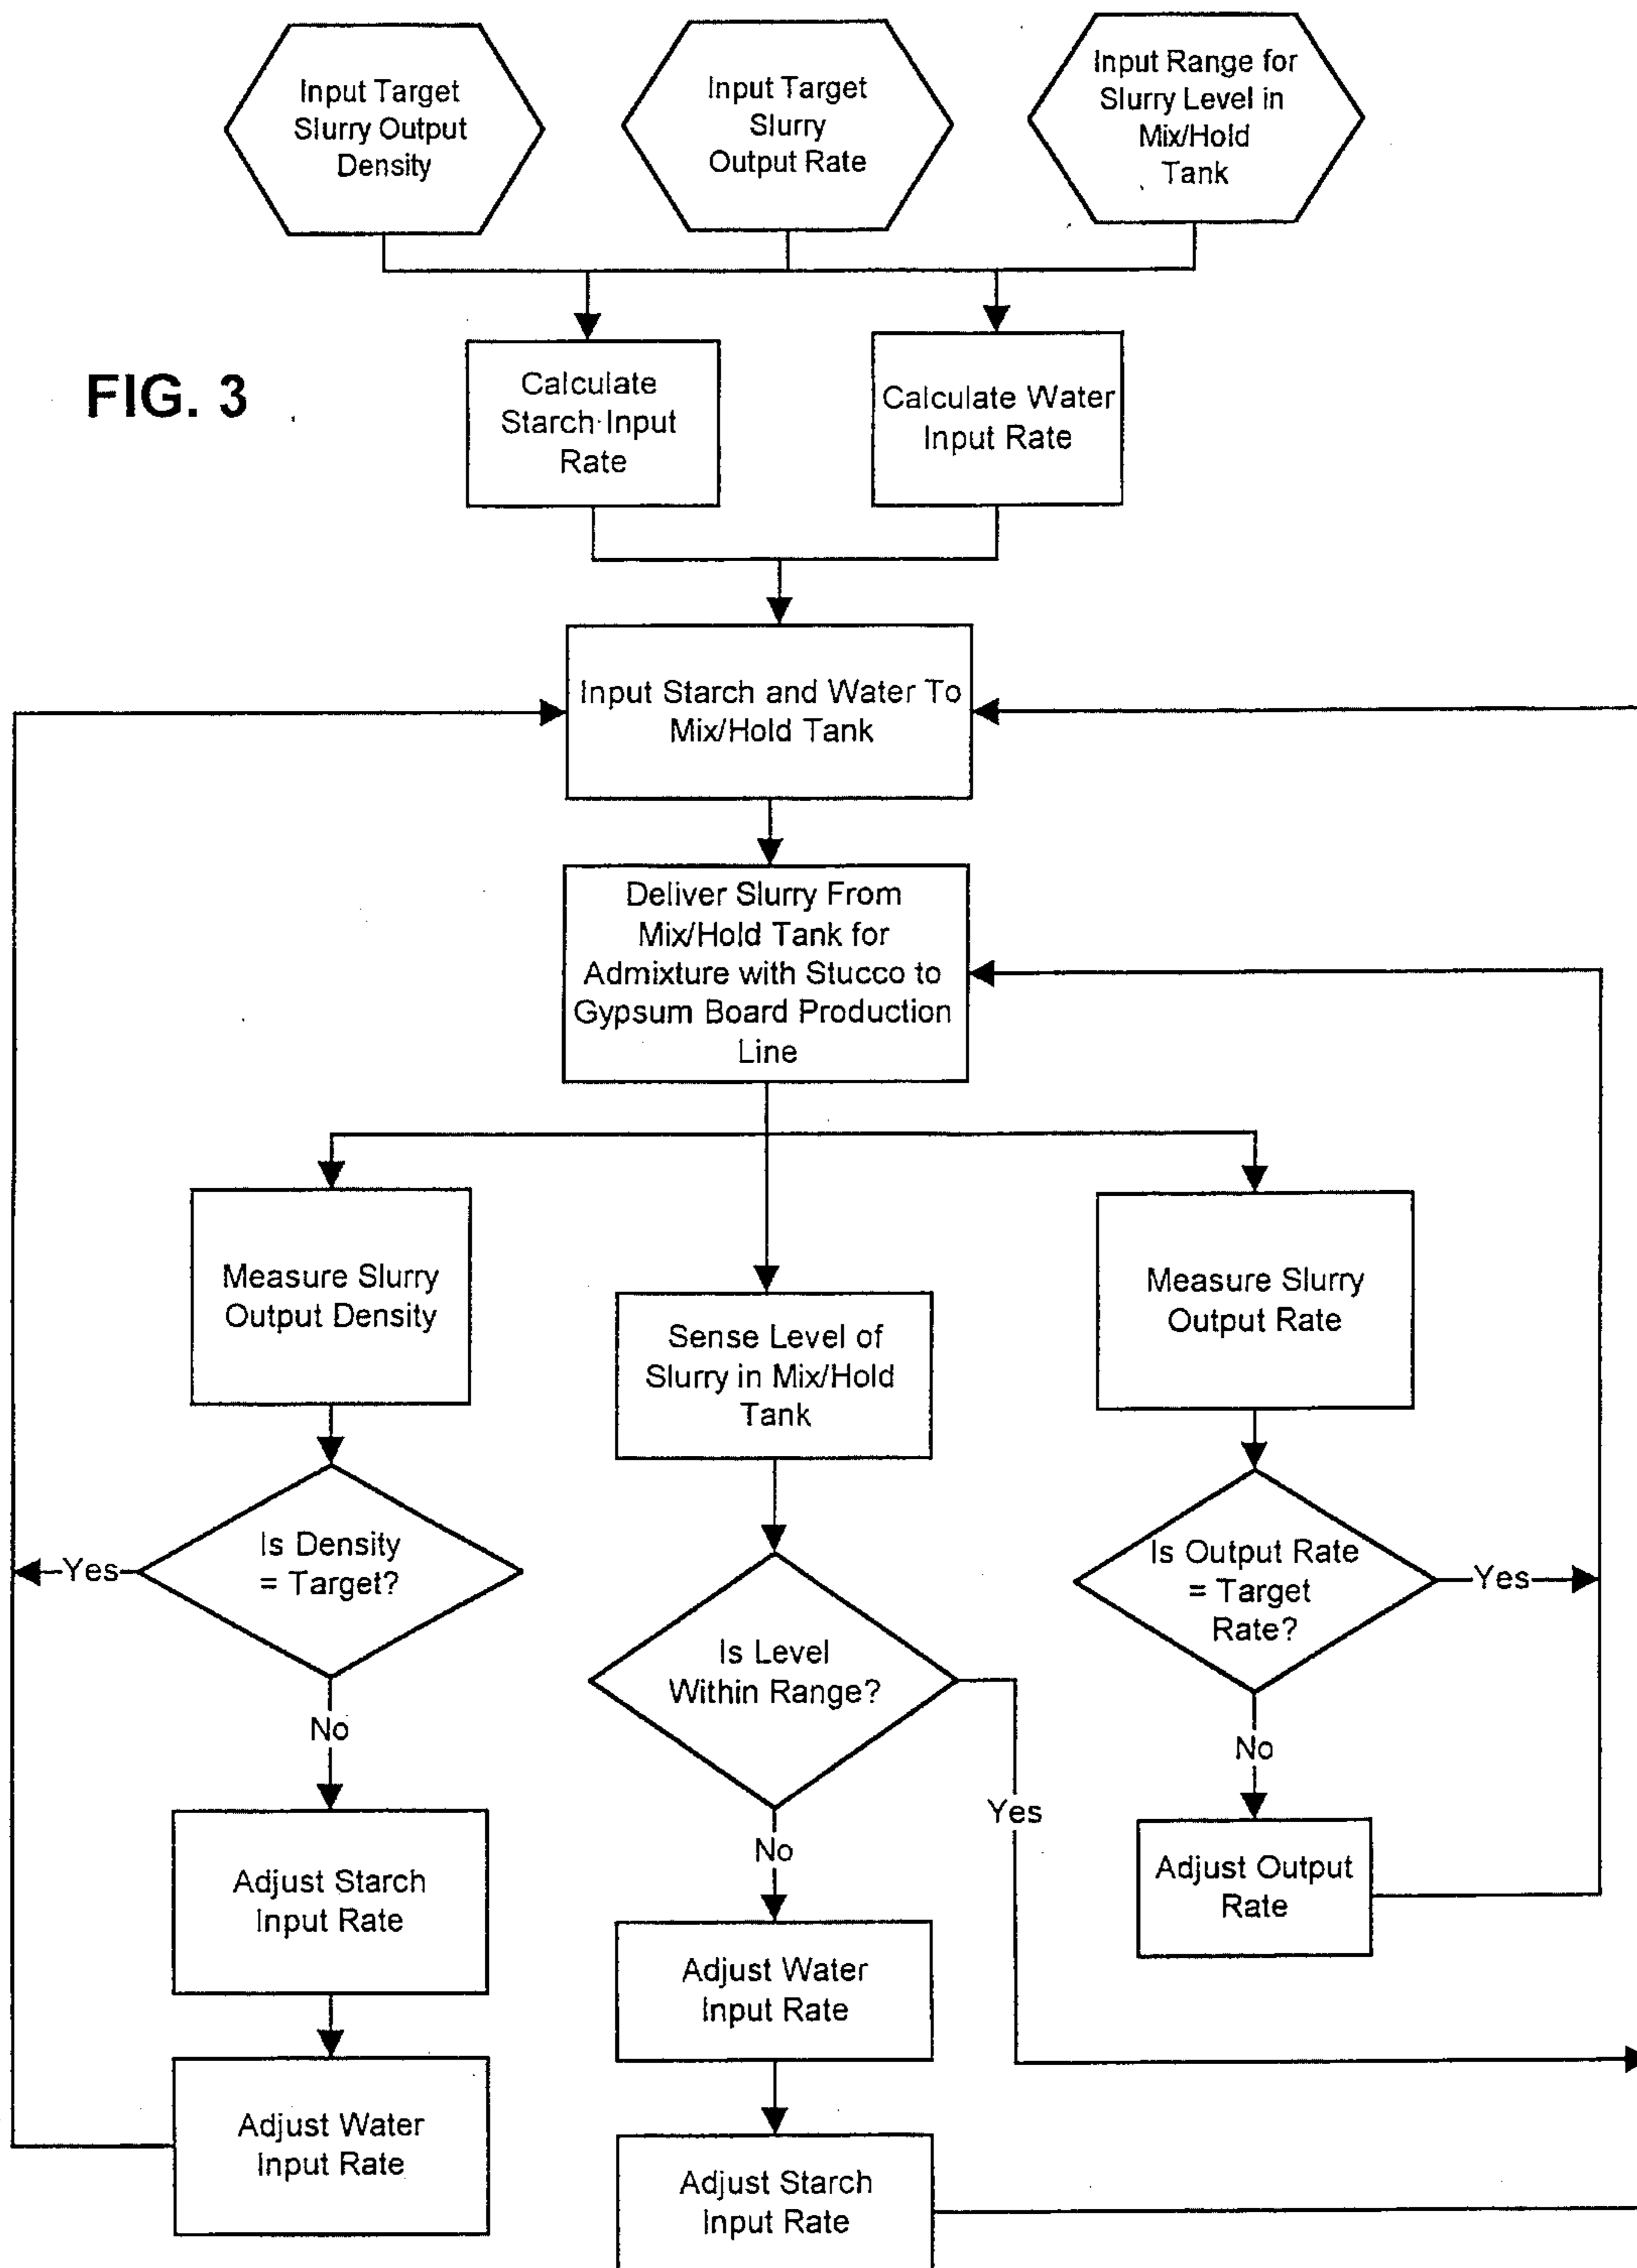 Input Target
Slurry Output
Density
Input Target
Slurry
Output Rate
Input Range for
Slurry Level in
Mix/Hold
Tank
FIG. 3
Calculate
Starch Input
Rate
Calculate Water
Input Rate
Input Starch and Water To
Mix/Hold Tank
Deliver Slurry From
Mix/Hold Tank for
Admixture with Stucco to
Gypsum Board Production
Line
Measure Slurry
Output Density
Sense Level of
Slurry in Mix/Hold
Tank
Measure Slurry
Output Rate
Is Density
= Target?
Yes
No
Is Level
Within Range?
Yes
No
Is Output Rate
= Target
Rate?
Yes
No
Adjust Starch
Input Rate
Adjust Water
Input Rate
Adjust Water
Input Rate
Adjust Starch
Input Rate
Adjust Output
Rate